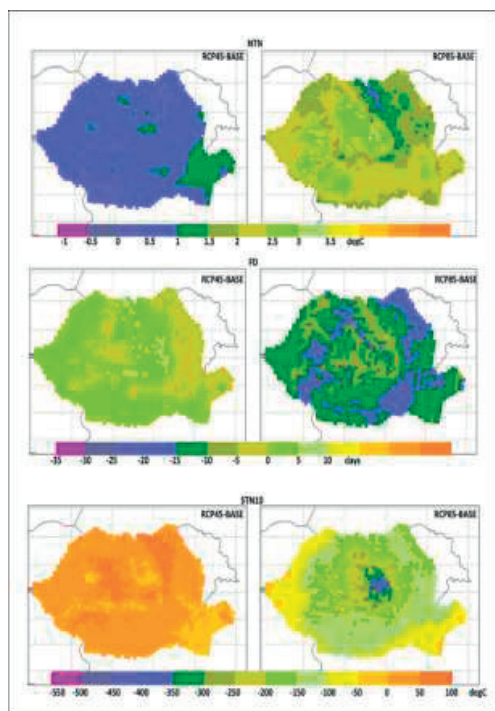 NTN
RCP45-BASE RCP85-BASE
-1 -0.5 0 0.5 1 1.5 2 2.5 3 3.5 degC
FD
RCP45-BASE RCP85-BASE
-35 -30 -25 -20 -15 -10 -5 0 5 10 days
STN10
RCP45-BASE RCP85-BASE
-550 -500 -450 -400 -350 -300 -250 -200 -150 -100 -50 0 50 100 degC